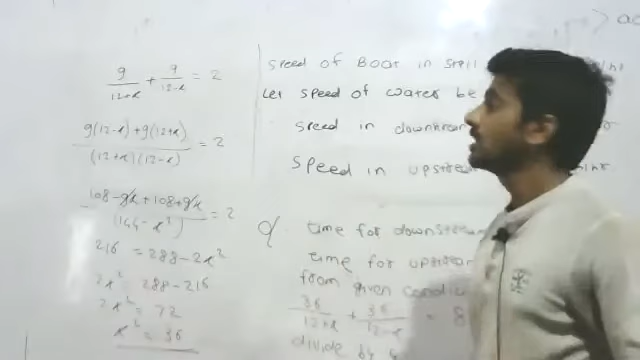 9/(12+x) + 9/(12-x) = 2
9(12-x)+9(12+x) / (12+x)(12-x) = 2
108-9x+108+9x / (144-x²) = 2
216 = 288-2x²
2x² = 288-216
2x² = 72
x² = 36
speed of Boat in still
Let speed of water be
speed in
speed in upstream
time for downstream
time for upstream
from given condition
36/(12+x) + 36/(12-x) = 8
divide by 4